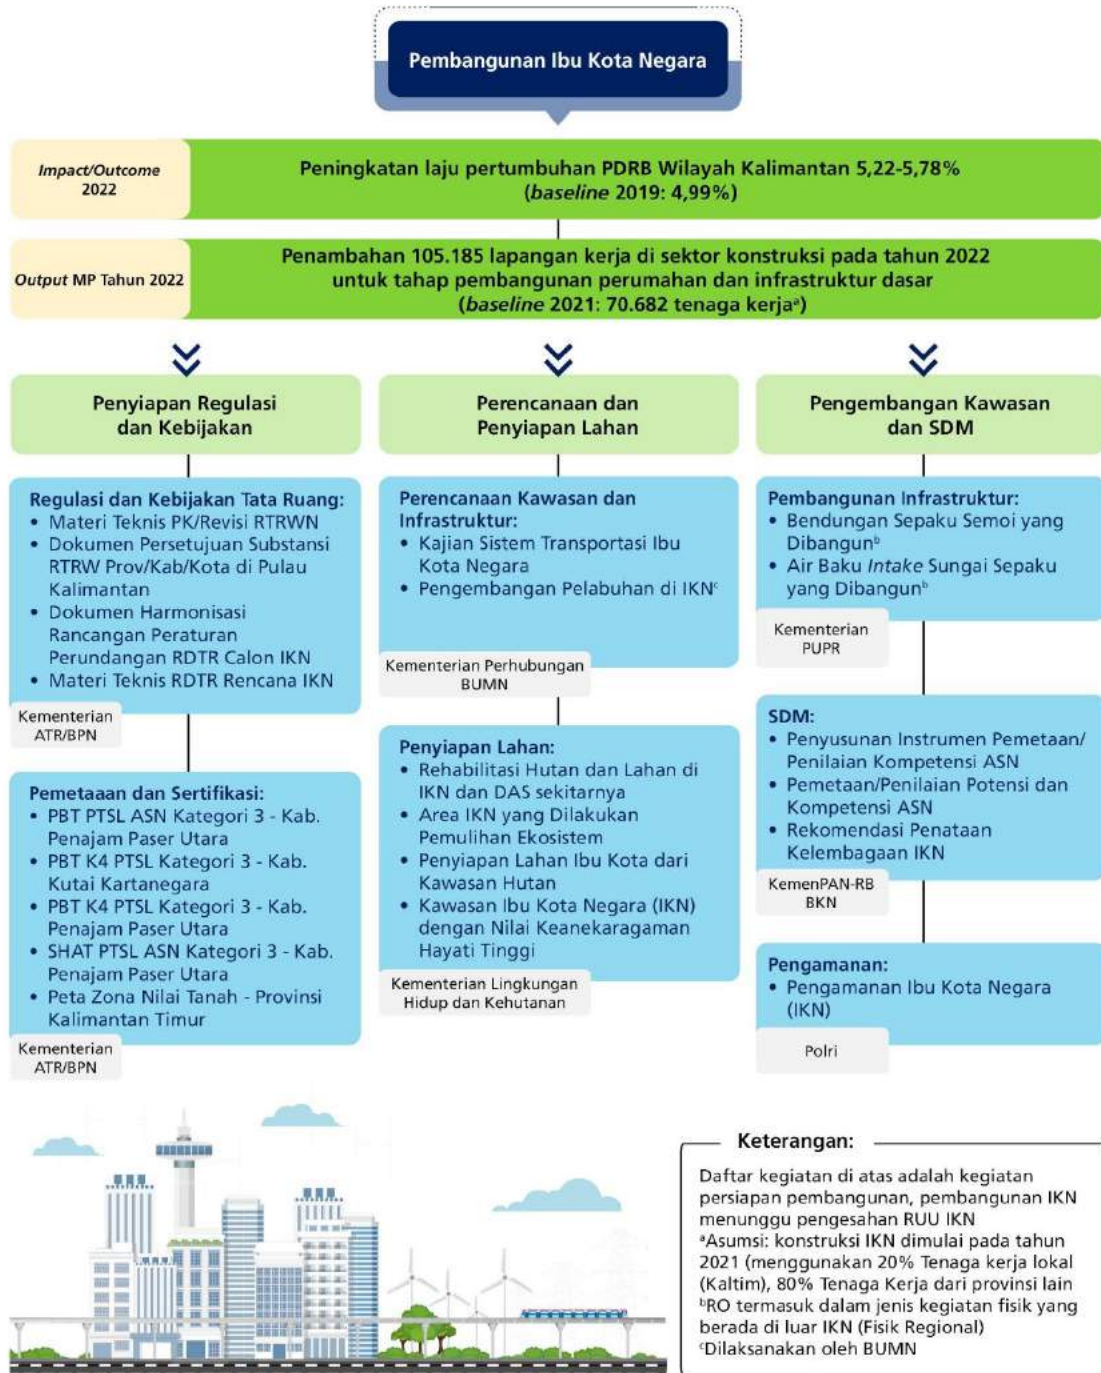 Pembangunan Ibu Kota Negara
Impact/Outcome
2022
Peningkatan laju pertumbuhan PDRB Wilayah Kalimantan 5,22-5,78%
(baseline 2019: 4,99%)
Output MP Tahun 2022
Penambahan 105.185 lapangan kerja di sektor konstruksi pada tahun 2022
untuk tahap pembangunan perumahan dan infrastruktur dasar
(baseline 2021: 70.682 tenaga kerjaᵃ)
Penyiapan Regulasi
dan Kebijakan
Regulasi dan Kebijakan Tata Ruang:
• Materi Teknis PK/Revisi RTRWN
• Dokumen Persetujuan Substansi
RTRW Prov/Kab/Kota di Pulau
Kalimantan
• Dokumen Harmonisasi
Rancangan Peraturan
Perundangan RDTR Calon IKN
• Materi Teknis RDTR Rencana IKN
Kementerian
ATR/BPN
Pemetaaan dan Sertifikasi:
• PBT PTSL ASN Kategori 3 - Kab.
Penajam Paser Utara
• PBT K4 PTSL Kategori 3 - Kab.
Kutai Kartanegara
• PBT K4 PTSL Kategori 3 - Kab.
Penajam Paser Utara
• SHAT PTSL ASN Kategori 3 - Kab.
Penajam Paser Utara
• Peta Zona Nilai Tanah - Provinsi
Kalimantan Timur
Kementerian
ATR/BPN
Perencanaan dan
Penyiapan Lahan
Perencanaan Kawasan dan
Infrastruktur:
• Kajian Sistem Transportasi Ibu
Kota Negara
• Pengembangan Pelabuhan di IKNᶜ
Kementerian Perhubungan
BUMN
Penyiapan Lahan:
• Rehabilitasi Hutan dan Lahan di
IKN dan DAS sekitarnya
• Area IKN yang Dilakukan
Pemulihan Ekosistem
• Penyiapan Lahan Ibu Kota dari
Kawasan Hutan
• Kawasan Ibu Kota Negara (IKN)
dengan Nilai Keanekaragaman
Hayati Tinggi
Kementerian Lingkungan
Hidup dan Kehutanan
Pengembangan Kawasan
dan SDM
Pembangunan Infrastruktur:
• Bendungan Sepaku Semoi yang
Dibangunᵇ
• Air Baku Intake Sungai Sepaku
yang Dibangunᵇ
Kementerian
PUPR
SDM:
• Penyusunan Instrumen Pemetaan/
Penilaian Kompetensi ASN
• Pemetaan/Penilaian Potensi dan
Kompetensi ASN
• Rekomendasi Penataan
Kelembagaan IKN
KemenPAN-RB
BKN
Pengamanan:
• Pengamanan Ibu Kota Negara
(IKN)
Polri
Keterangan:
Daftar kegiatan di atas adalah kegiatan
persiapan pembangunan, pembangunan IKN
menunggu pengesahan RUU IKN
ᵃAsumsi: konstruksi IKN dimulai pada tahun
2021 (menggunakan 20% Tenaga kerja lokal
(Kaltim), 80% Tenaga Kerja dari provinsi lain
ᵇRO termasuk dalam jenis kegiatan fisik yang
berada di luar IKN (Fisik Regional)
ᶜDilaksanakan oleh BUMN